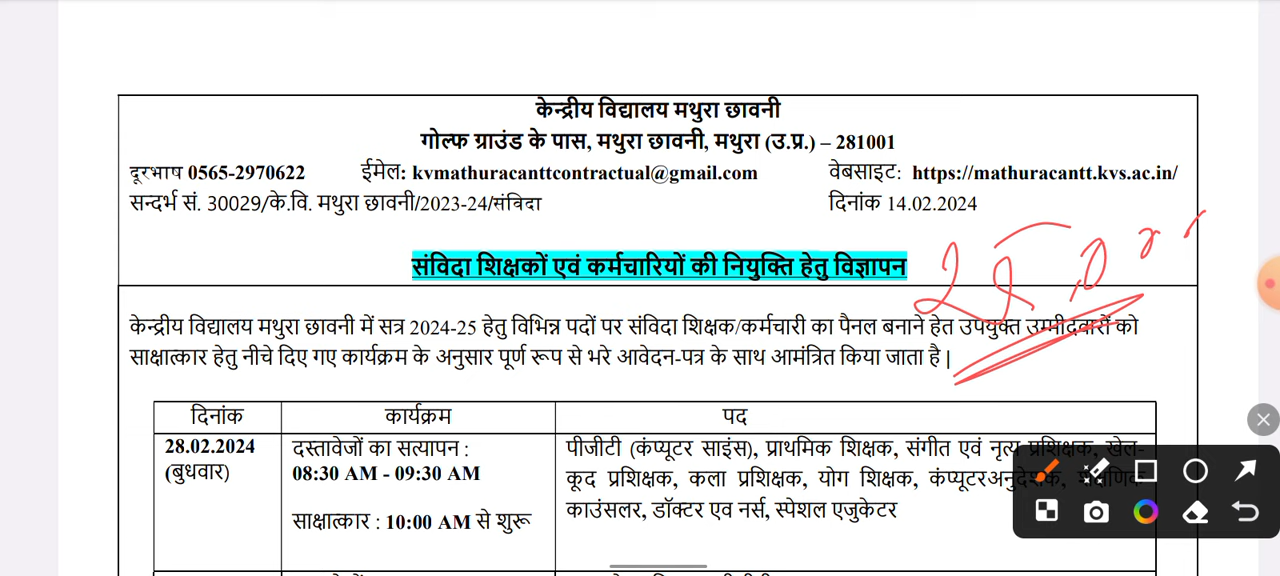 केन्द्रीय विद्यालय मथुरा छावनी
गोल्फ ग्राउंड के पास, मथुरा छावनी, मथुरा (उ.प्र.) – 281001
दूरभाष 0565-2970622 ईमेल: kvmathuracanttcontractual@gmail.com वेबसाइट: https://mathuracantt.kvs.ac.in/
सन्दर्भ सं. 30029/के.वि. मथुरा छावनी/2023-24/संविदा दिनांक 14.02.2024
संविदा शिक्षकों एवं कर्मचारियों की नियुक्ति हेतु विज्ञापन
केन्द्रीय विद्यालय मथुरा छावनी में सत्र 2024-25 हेतु विभिन्न पदों पर संविदा शिक्षक/कर्मचारी का पैनल बनाने हेतु उपयुक्त उम्मीदवारों को
साक्षात्कार हेतु नीचे दिए गए कार्यक्रम के अनुसार पूर्ण रूप से भरे आवेदन-पत्र के साथ आमंत्रित किया जाता है |
दिनांक कार्यक्रम पद
28.02.2024 दस्तावेजों का सत्यापन : पीजीटी (कंप्यूटर साइंस), प्राथमिक शिक्षक, संगीत एवं नृत्य प्रशिक्षक, खेल-
(बुधवार) 08:30 AM - 09:30 AM कूद प्रशिक्षक, कला प्रशिक्षक, योग शिक्षक, कंप्यूटरअनुदेशक, शैक्षणिक
साक्षात्कार : 10:00 AM से शुरू काउंसलर, डॉक्टर एव नर्स, स्पेशल एजुकेटर